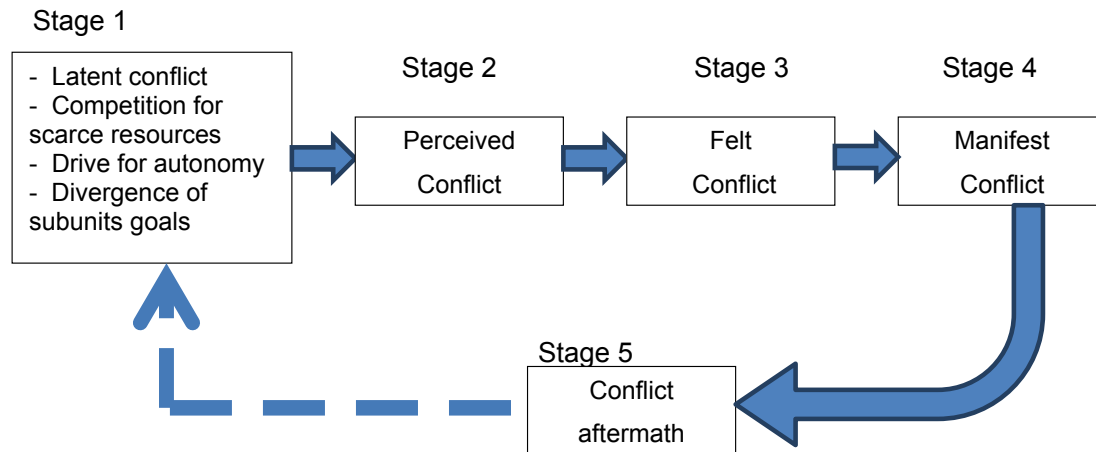 Stage 1
- Latent conflict
- Competition for
scarce resources
- Drive for autonomy
- Divergence of
subunits goals
Stage 2
Perceived
Conflict
Stage 3
Felt
Conflict
Stage 4
Manifest
Conflict
Stage 5
Conflict
aftermath